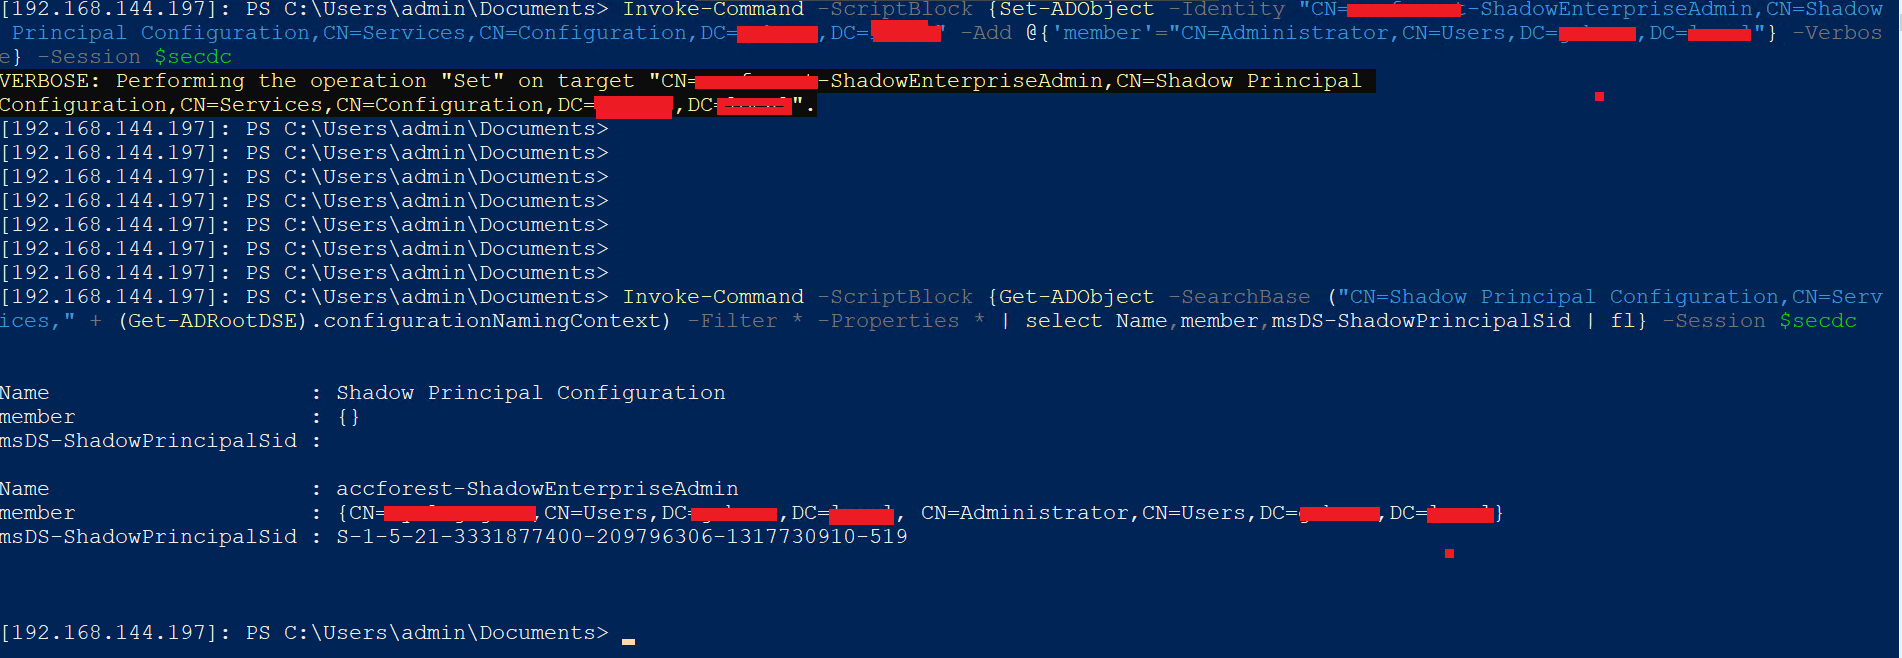 [192.168.144.197]: PS C:\Users\admin\Documents> Invoke-Command -ScriptBlock {Set-ADObject -Identity "CN= -ShadowEnterpriseAdmin,CN=Shadow
Principal Configuration,CN=Services,CN=Configuration,DC= ,DC= " -Add @{'member'="CN=Administrator,CN=Users,DC= ,DC= "} -Verbos
e} -Session $secdc
VERBOSE: Performing the operation "Set" on target "CN= -ShadowEnterpriseAdmin,CN=Shadow Principal
Configuration,CN=Services,CN=Configuration,DC= ,DC= ".
[192.168.144.197]: PS C:\Users\admin\Documents>
[192.168.144.197]: PS C:\Users\admin\Documents>
[192.168.144.197]: PS C:\Users\admin\Documents>
[192.168.144.197]: PS C:\Users\admin\Documents>
[192.168.144.197]: PS C:\Users\admin\Documents>
[192.168.144.197]: PS C:\Users\admin\Documents>
[192.168.144.197]: PS C:\Users\admin\Documents>
[192.168.144.197]: PS C:\Users\admin\Documents> Invoke-Command -ScriptBlock {Get-ADObject -SearchBase ("CN=Shadow Principal Configuration,CN=Serv
ices," + (Get-ADRootDSE).configurationNamingContext) -Filter * -Properties * | select Name,member,msDS-ShadowPrincipalSid | fl} -Session $secdc
Name : Shadow Principal Configuration
member : {}
msDS-ShadowPrincipalSid :
Name : accforest-ShadowEnterpriseAdmin
member : {CN= ,CN=Users,DC= ,DC= , CN=Administrator,CN=Users,DC= ,DC= }
msDS-ShadowPrincipalSid : S-1-5-21-3331877400-209796306-1317730910-519
[192.168.144.197]: PS C:\Users\admin\Documents>